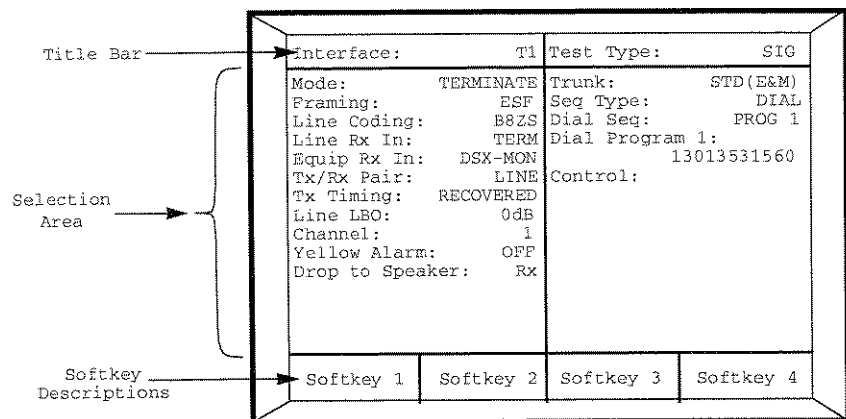 Title Bar
Interface: T1 Test Type: SIG
Mode: TERMINATE Trunk: STD(E&M)
Framing: ESF Seq Type: DIAL
Line Coding: B8ZS Dial Seq: PROG 1
Line Rx In: TERM Dial Program 1:
Equip Rx In: DSX-MON 13013531560
Tx/Rx Pair: LINE Control:
Tx Timing: RECOVERED
Line LBO: 0dB
Channel: 1
Yellow Alarm: OFF
Drop to Speaker: Rx
Selection
Area
Softkey
Descriptions
Softkey 1 Softkey 2 Softkey 3 Softkey 4